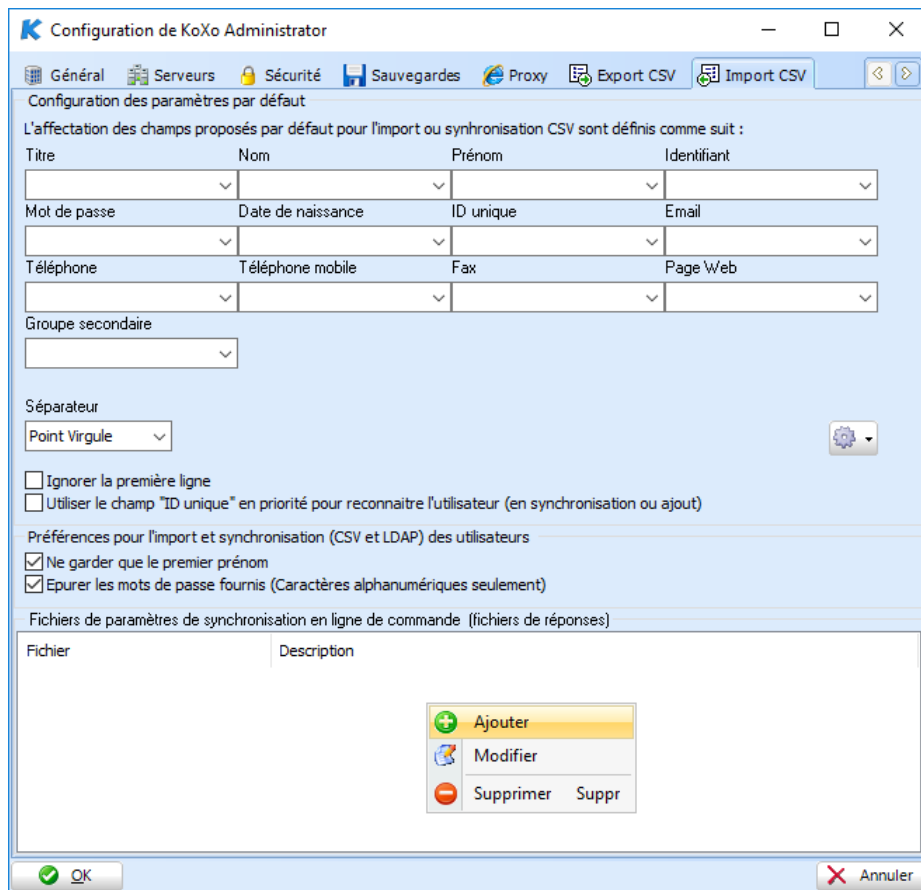 Configuration de KoXo Administrator
Général Serveurs Sécurité Sauvegardes Proxy Export CSV Import CSV
Configuration des paramètres par défaut
L'affectation des champs proposés par défaut pour l'import ou synhronisation CSV sont définis comme suit :
Titre Nom Prénom Identifiant
Mot de passe Date de naissance ID unique Email
Téléphone Téléphone mobile Fax Page Web
Groupe secondaire
Séparateur
Point Virgule
Ignorer la première ligne
Utiliser le champ "ID unique" en priorité pour reconnaitre l'utilisateur (en synchronisation ou ajout)
Préférences pour l'import et synchronisation (CSV et LDAP) des utilisateurs
Ne garder que le premier prénom
Epurer les mots de passe fournis (Caractères alphanumériques seulement)
Fichiers de paramètres de synchronisation en ligne de commande (fichiers de réponses)
Fichier Description
Ajouter
Modifier
Supprimer Suppr
OK Annuler